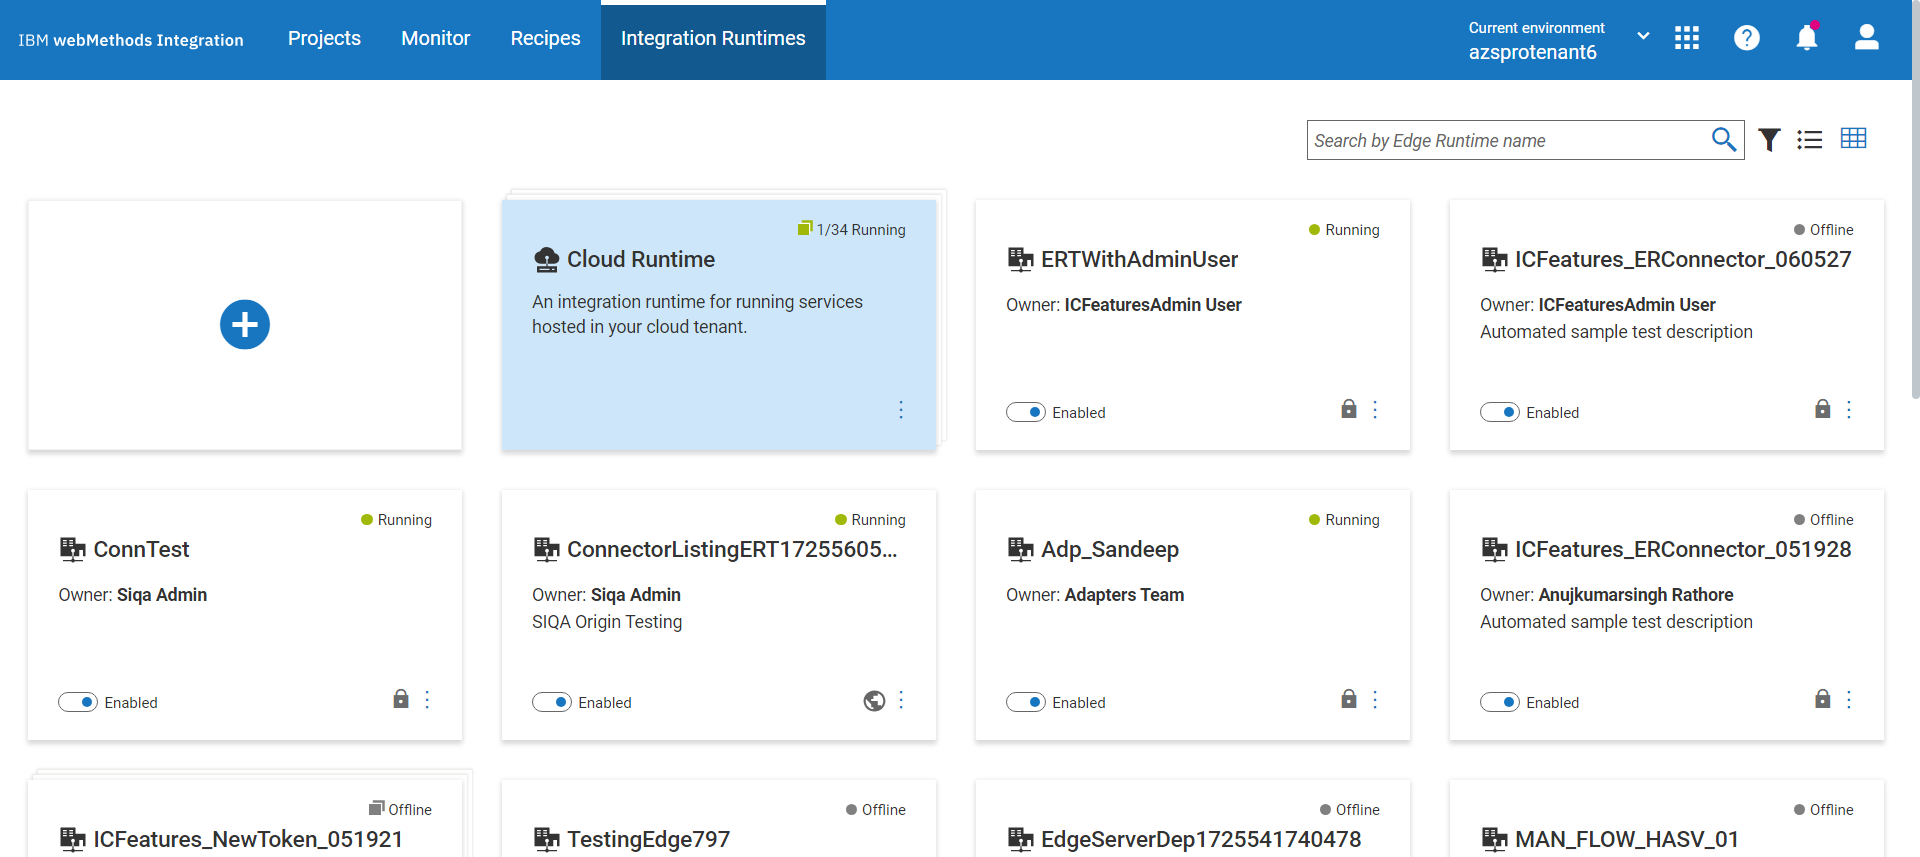 IBM webMethods Integration
Projects
Monitor
Recipes
Integration Runtimes
Current environment
azsprotenant6
Search by Edge Runtime name
1/34 Running
Cloud Runtime
An integration runtime for running services
hosted in your cloud tenant.
Running
ERTWithAdminUser
Owner: ICFeaturesAdmin User
Enabled
Offline
ICFeatures_ERConnector_060527
Owner: ICFeaturesAdmin User
Automated sample test description
Enabled
Running
ConnTest
Owner: Siqa Admin
Enabled
Running
ConnectorListingERT17255605...
Owner: Siqa Admin
SIQA Origin Testing
Enabled
Running
Adp_Sandeep
Owner: Adapters Team
Enabled
Offline
ICFeatures_ERConnector_051928
Owner: Anujkumarsingh Rathore
Automated sample test description
Enabled
Offline
ICFeatures_NewToken_051921
Offline
TestingEdge797
Offline
EdgeServerDep1725541740478
Offline
MAN_FLOW_HASV_01